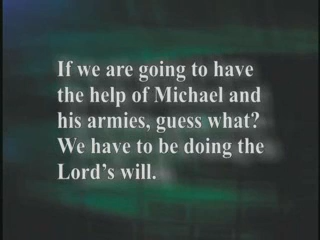 If we are going to have
the help of Michael and
his armies, guess what?
We have to be doing the
Lord's will.